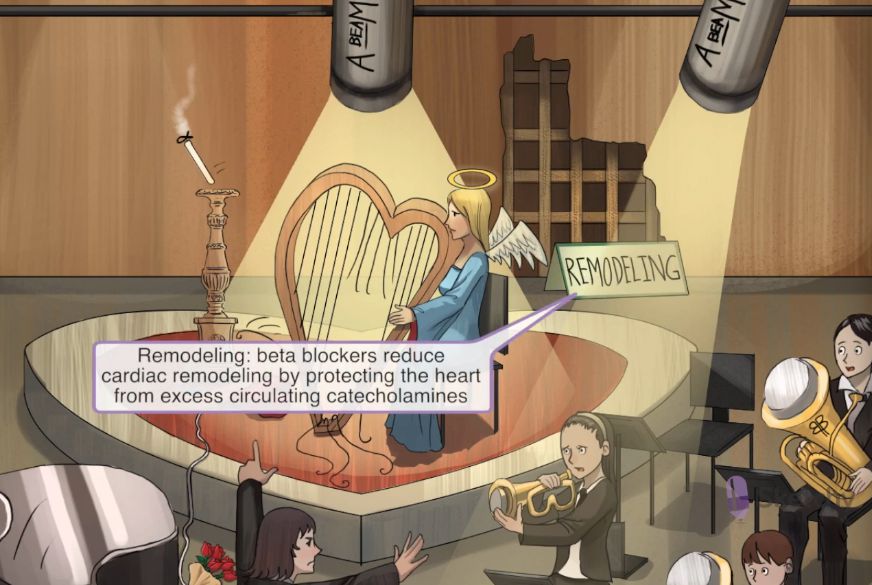 A BEAM
A BEAM
REMODELING
Remodeling: beta blockers reduce
cardiac remodeling by protecting the heart
from excess circulating catecholamines